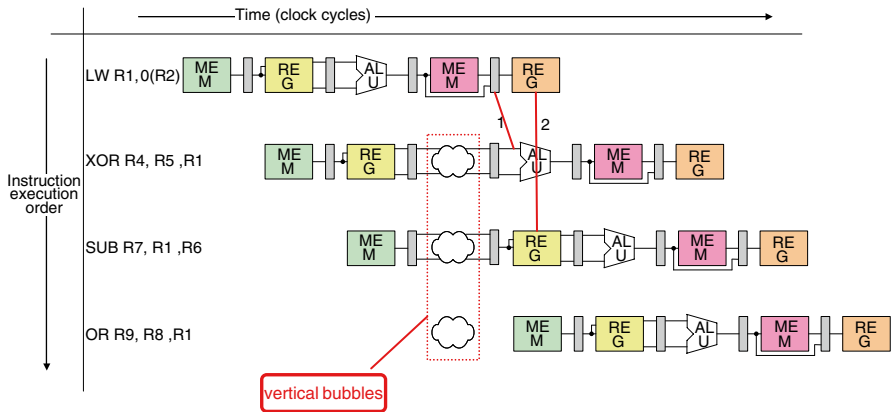 Time (clock cycles)
LW R1,0(R2)
ME
M
RE
G
AL
U
ME
M
RE
G
1
2
XOR R4, R5 ,R1
ME
M
RE
G
AL
U
ME
M
RE
G
Instruction
execution
order
SUB R7, R1 ,R6
ME
M
RE
G
AL
U
ME
M
RE
G
OR R9, R8 ,R1
ME
M
RE
G
AL
U
ME
M
RE
G
vertical bubbles